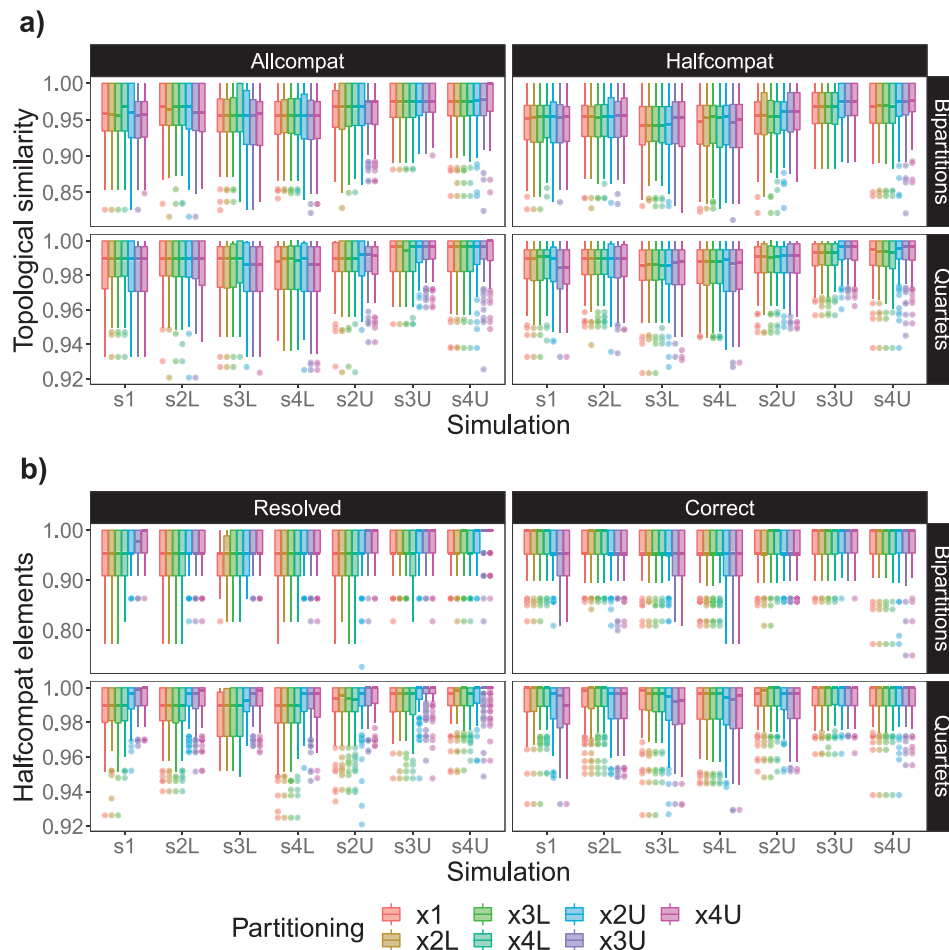 a)
Allcompat Halfcompat
Topological similarity
1.00
0.95
0.90
0.85
Bipartitions
1.00
0.98
0.96
0.94
0.92
Quartets
s1 s2L s3L s4L s2U s3U s4U s1 s2L s3L s4L s2U s3U s4U
Simulation
b)
Resolved Correct
Halfcompat elements
1.00
0.90
0.80
Bipartitions
1.00
0.98
0.96
0.94
0.92
Quartets
s1 s2L s3L s4L s2U s3U s4U s1 s2L s3L s4L s2U s3U s4U
Simulation
Partitioning
x1 x3L x2U x4U
x2L x4L x3U